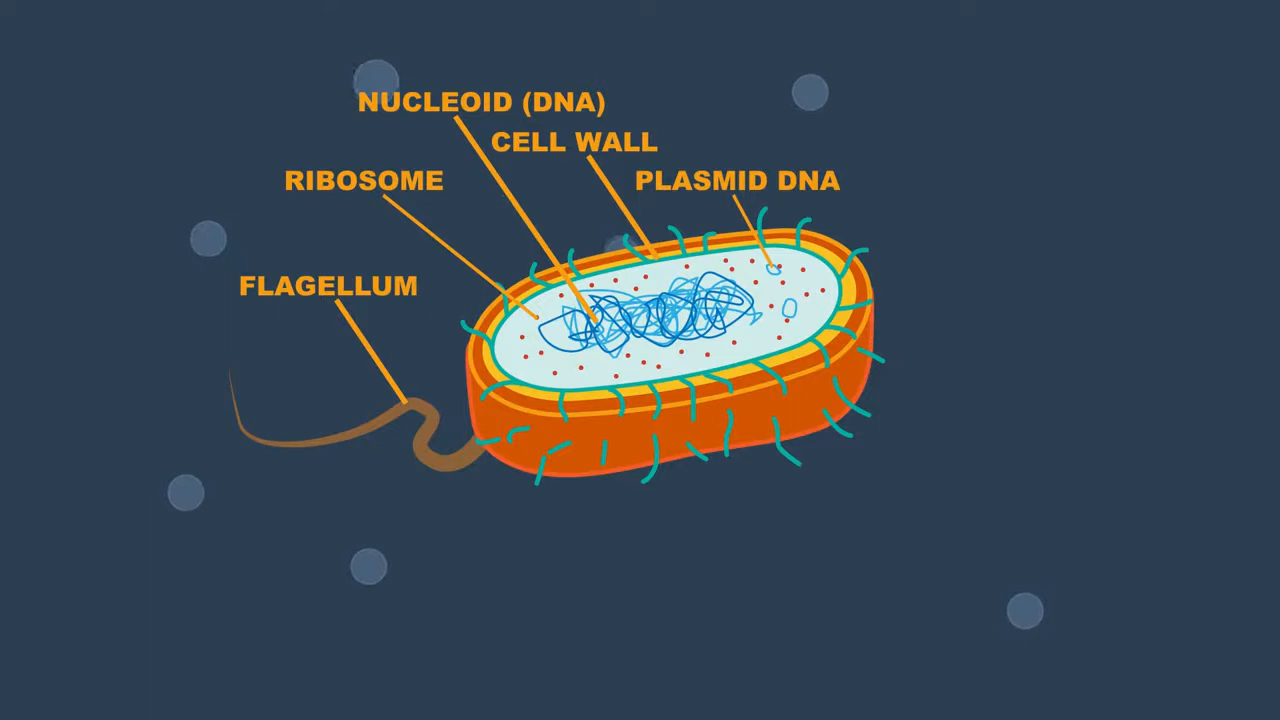 NUCLEOID (DNA)
CELL WALL
RIBOSOME
PLASMID DNA
FLAGELLUM